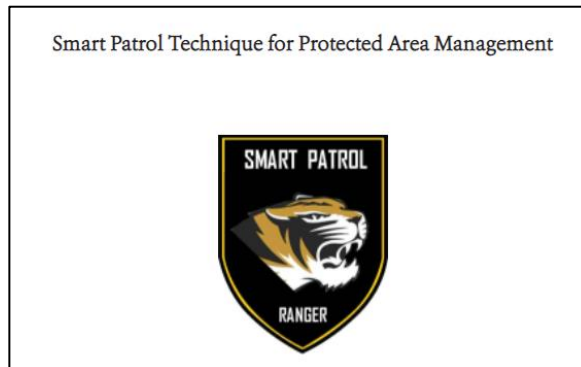 Smart Patrol Technique for Protected Area Management
SMART PATROL
RANGER